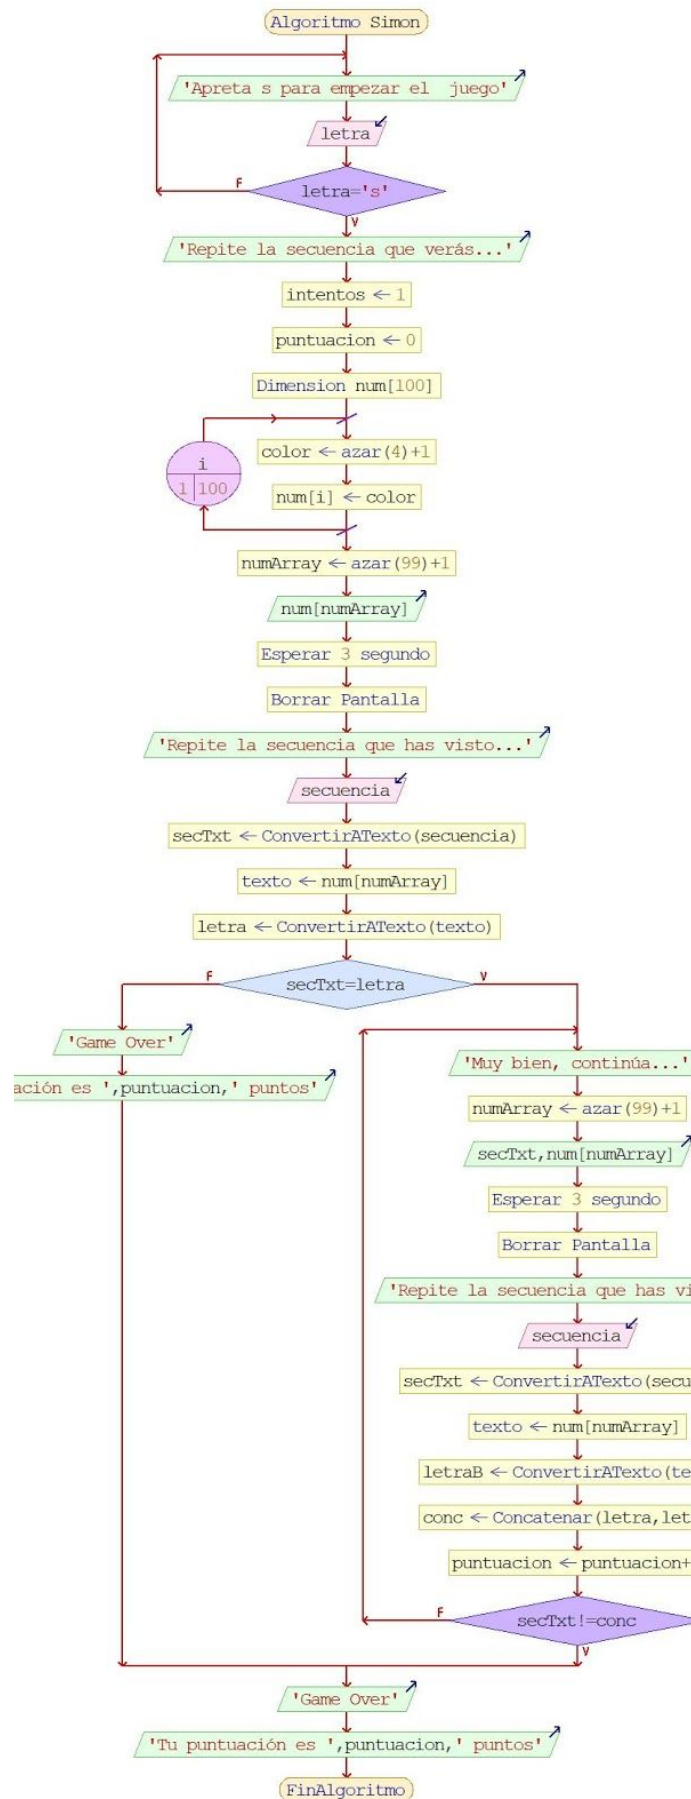 Algoritmo Simon
'Apreta s para empezar el juego'
letra
letra='s'
F
V
'Repite la secuencia que verás...'
intentos ← 1
puntuacion ← 0
Dimension num[100]
i
1 100
color ← azar(4)+1
num[i] ← color
numArray ← azar(99)+1
num[numArray]
Esperar 3 segundo
Borrar Pantalla
'Repite la secuencia que has visto...'
secuencia
secTxt ← ConvertirATexto(secuencia)
texto ← num[numArray]
letra ← ConvertirATexto(texto)
secTxt=letra
F
V
'Game Over'
ación es ',puntuacion,' puntos'
'Muy bien, continúa...'
numArray ← azar(99)+1
secTxt,num[numArray]
Esperar 3 segundo
Borrar Pantalla
'Repite la secuencia que has vi
secuencia
secTxt ← ConvertirATexto(secu
texto ← num[numArray]
letraB ← ConvertirATexto(te
conc ← Concatenar(letra,let
puntuacion ← puntuacion+
secTxt!=conc
F
V
'Game Over'
'Tu puntuación es ',puntuacion,' puntos'
FinAlgoritmo